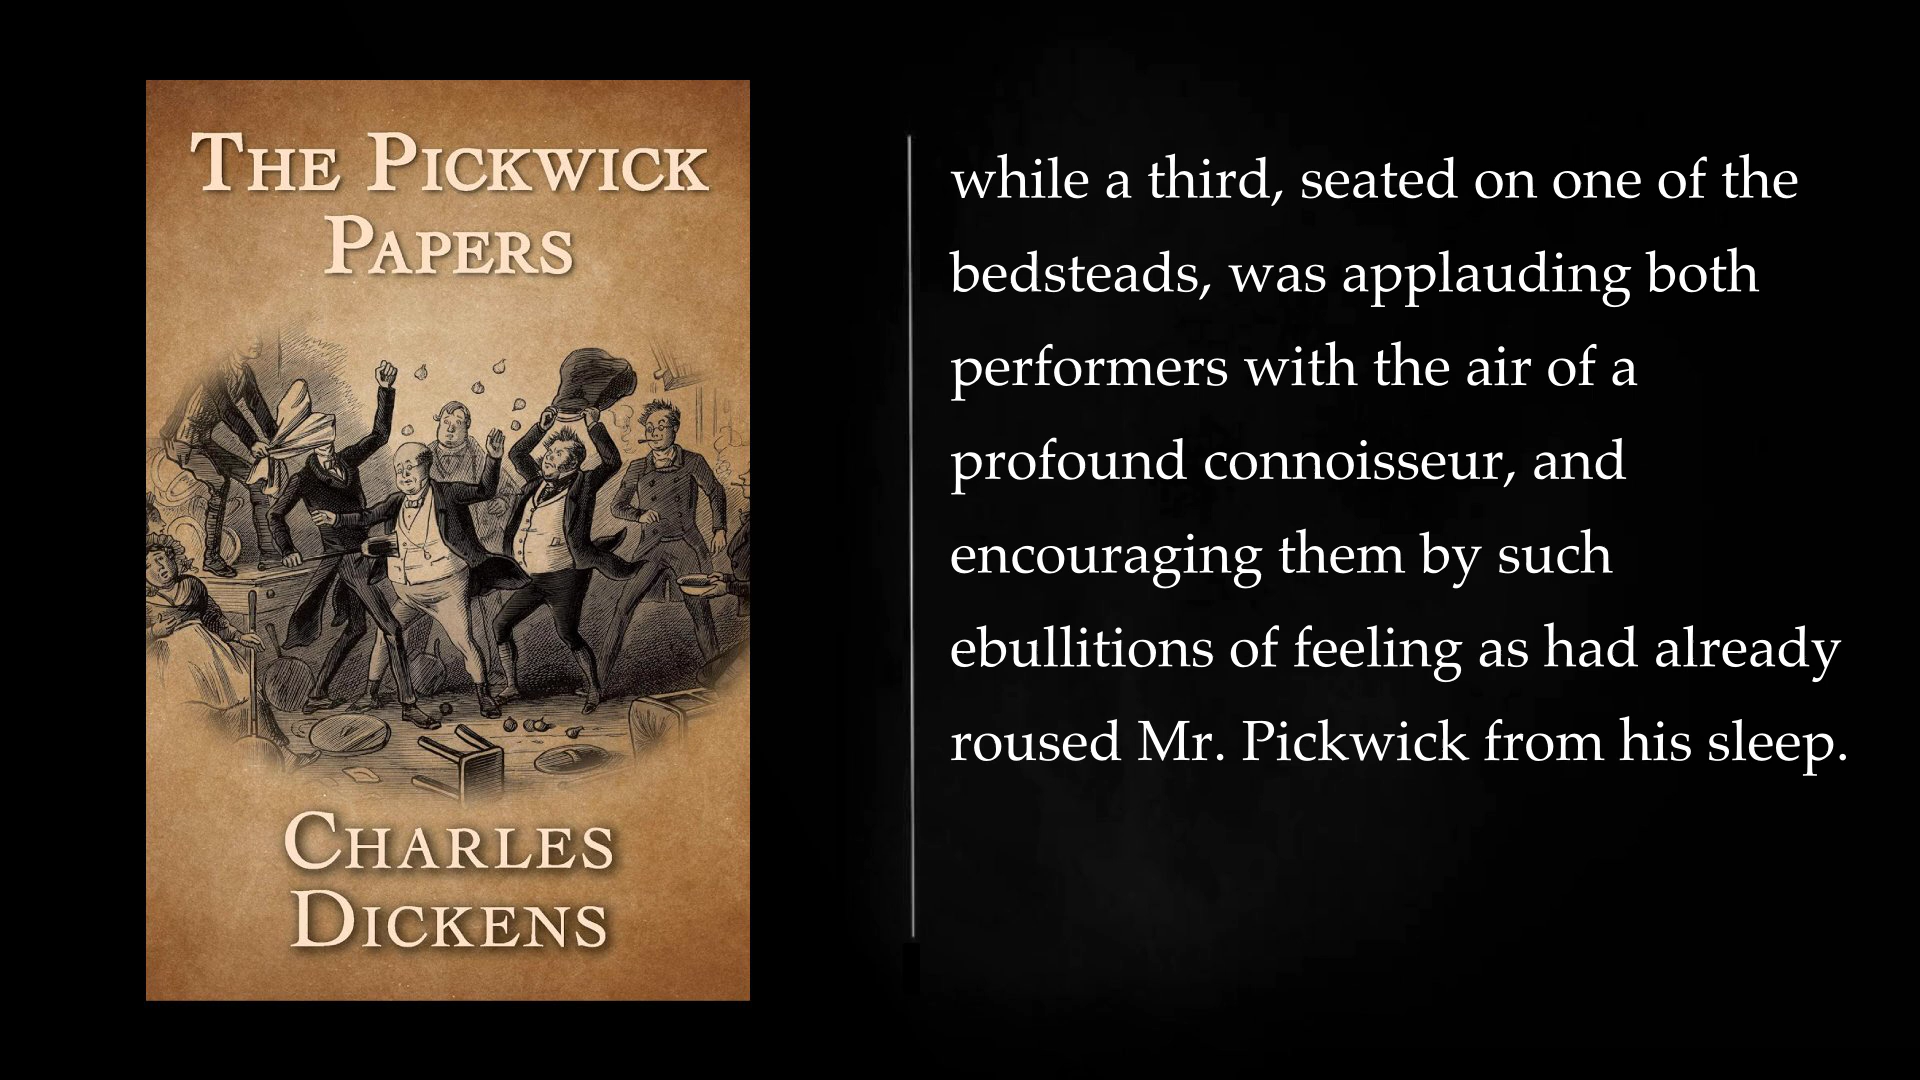 The Pickwick
Papers
Charles
Dickens
while a third, seated on one of the
bedsteads, was applauding both
performers with the air of a
profound connoisseur, and
encouraging them by such
ebullitions of feeling as had already
roused Mr. Pickwick from his sleep.